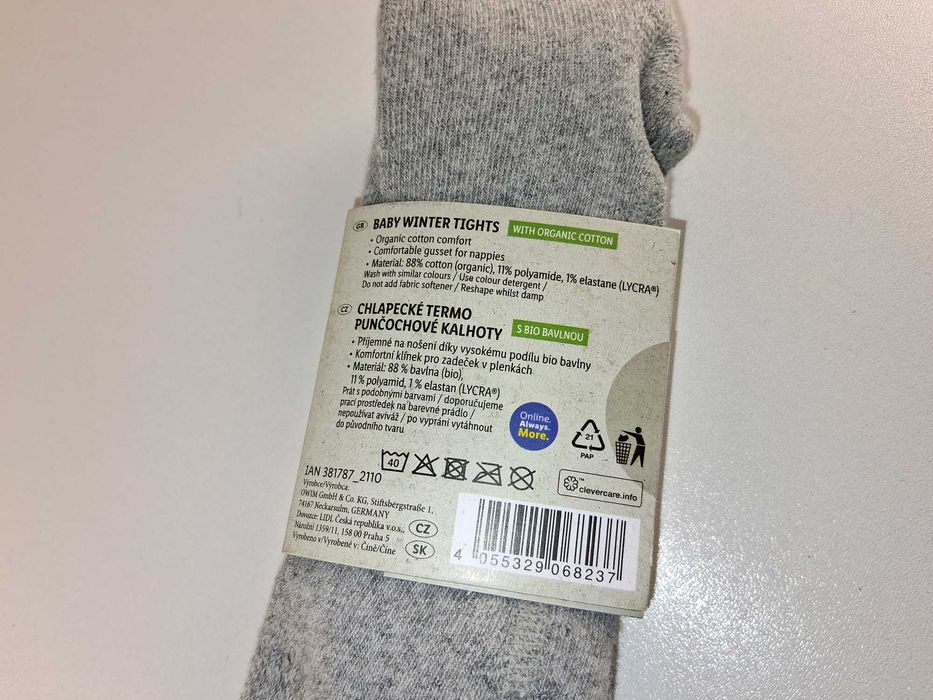 GB BABY WINTER TIGHTS WITH ORGANIC COTTON
• Organic cotton comfort
• Comfortable gusset for nappies
• Material: 88% cotton (organic), 11% polyamide, 1% elastane (LYCRA®)
Wash with similar colours / Use colour detergent /
Do not add fabric softener / Reshape whilst damp
CZ CHLAPECKÉ TERMO
PUNČOCHOVÉ KALHOTY S BIO BAVLNOU
• Příjemné na nošení díky vysokému podílu bio bavlny
• Komfortní klínek pro zadeček v plenkách
• Materiál: 88 % bavlna (bio),
11 % polyamid, 1 % elastan (LYCRA®)
Prát s podobnými barvami / doporučujeme
prací prostředek na barevné prádlo /
nepoužívat aviváž / po vyprání vytáhnout
do původního tvaru
Online.
Always.
More.
21
PAP
40
clevercare.info
IAN 381787_2110
Výrobce/Výrobca:
OWIM GmbH & Co. KG, Stiftsbergstraße 1,
74167 Neckarsulm, GERMANY
Dovozce: LIDL Česká republika v.o.s.,
Nárožní 1359/11, 158 00 Praha 5
Vyrobeno v/Vyrobené v: Číně/Číne
CZ
SK
4 055329 068237